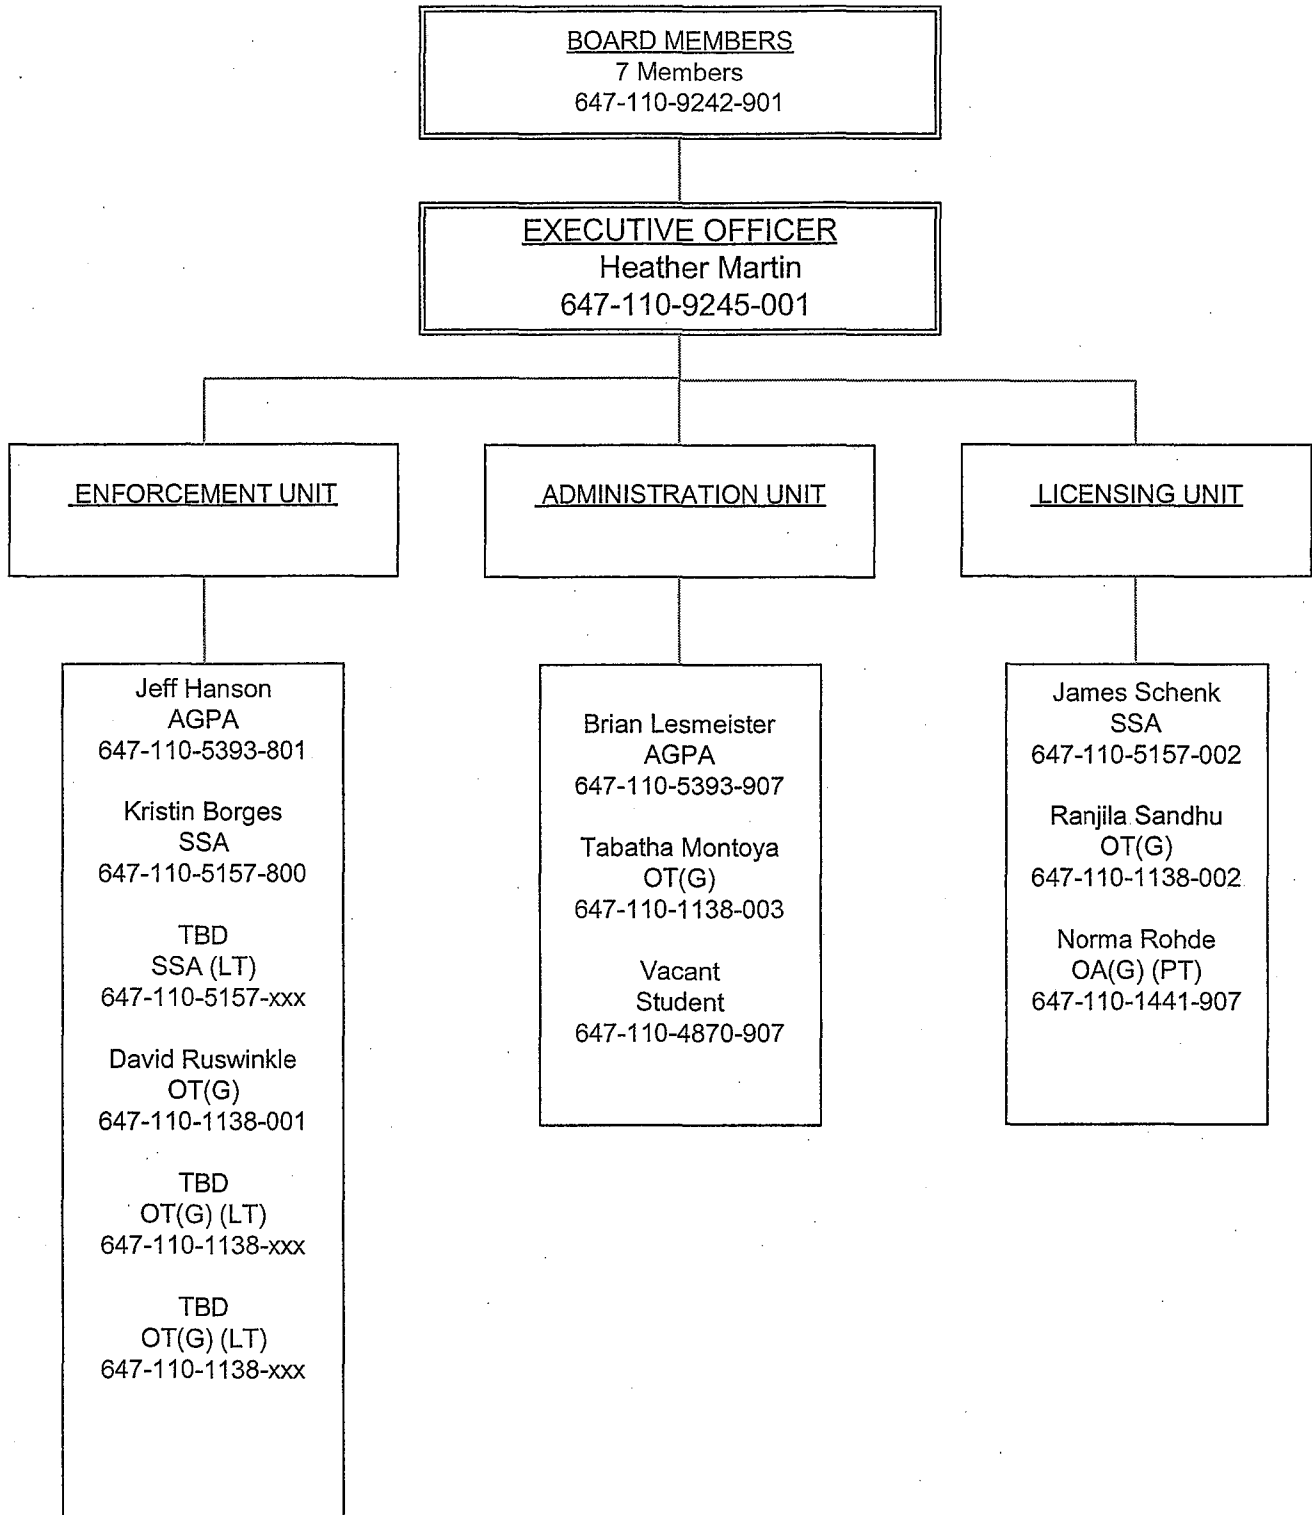 BOARD MEMBERS
7 Members
647-110-9242-901
EXECUTIVE OFFICER
Heather Martin
647-110-9245-001
ENFORCEMENT UNIT
ADMINISTRATION UNIT
LICENSING UNIT
Jeff Hanson
AGPA
647-110-5393-801
Kristin Borges
SSA
647-110-5157-800
TBD
SSA (LT)
647-110-5157-xxx
David Ruswinkle
OT(G)
647-110-1138-001
TBD
OT(G) (LT)
647-110-1138-xxx
TBD
OT(G) (LT)
647-110-1138-xxx
Brian Lesmeister
AGPA
647-110-5393-907
Tabatha Montoya
OT(G)
647-110-1138-003
Vacant
Student
647-110-4870-907
James Schenk
SSA
647-110-5157-002
Ranjila Sandhu
OT(G)
647-110-1138-002
Norma Rohde
OA(G) (PT)
647-110-1441-907